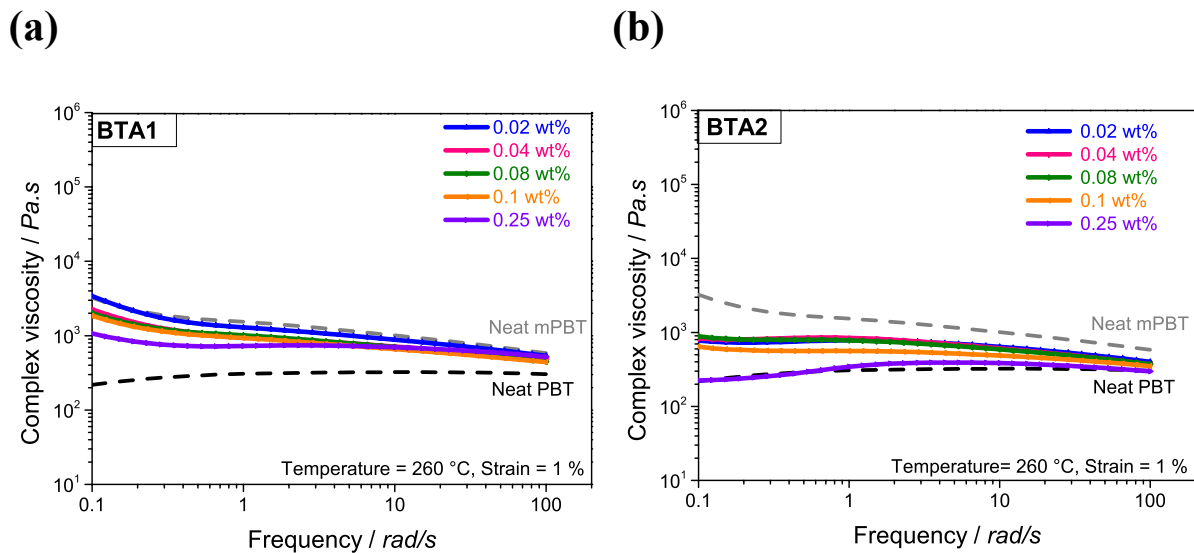 (a)
BTA1
0.02 wt%
0.04 wt%
0.08 wt%
0.1 wt%
0.25 wt%
Neat mPBT
Neat PBT
Temperature = 260 °C, Strain = 1 %
Complex viscosity / Pa.s
10^6
10^5
10^4
10^3
10^2
10^1
0.1 1 10 100
Frequency / rad/s
(b)
BTA2
0.02 wt%
0.04 wt%
0.08 wt%
0.1 wt%
0.25 wt%
Neat mPBT
Neat PBT
Temperature= 260 °C, Strain = 1 %
Complex viscosity / Pa.s
10^6
10^5
10^4
10^3
10^2
10^1
0.1 1 10 100
Frequency / rad/s